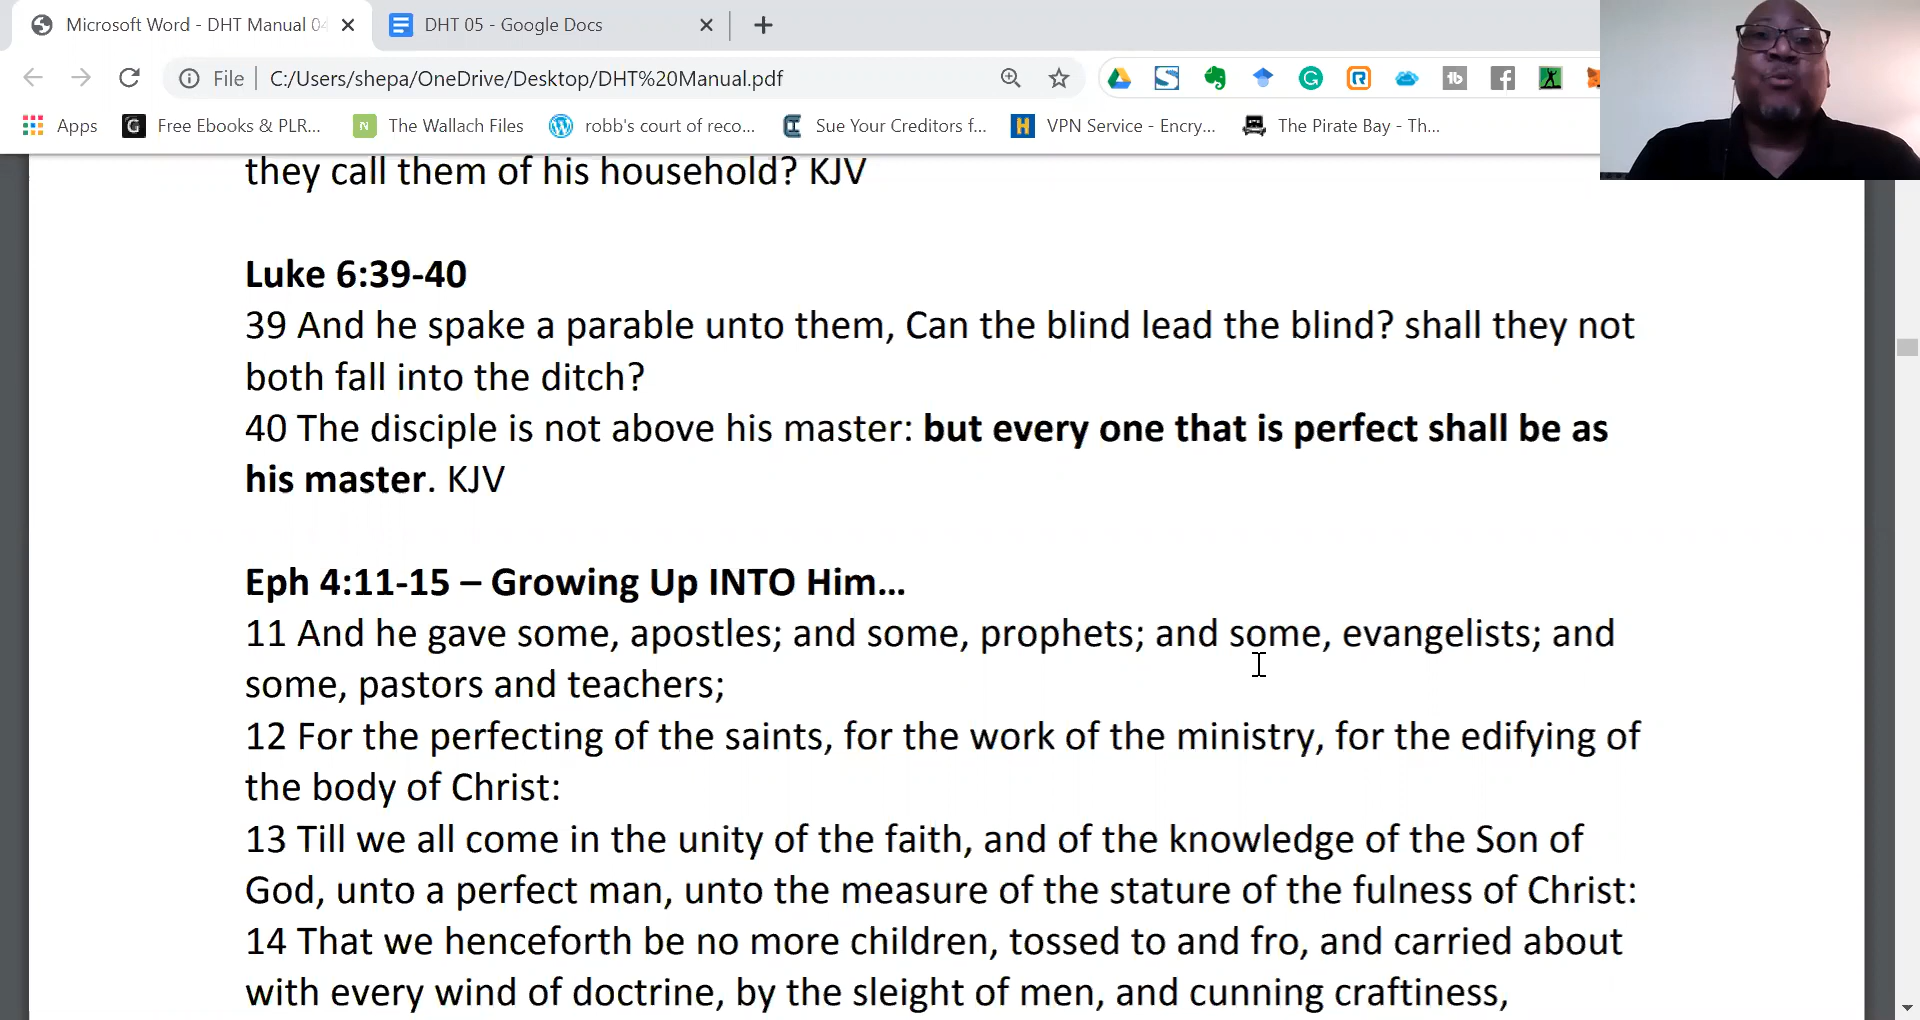 Microsoft Word - DHT Manual 04
DHT 05 - Google Docs
File
C:/Users/shepa/OneDrive/Desktop/DHT%20Manual.pdf
Apps
Free Ebooks & PLR...
The Wallach Files
robb's court of reco...
Sue Your Creditors f...
VPN Service - Encry...
The Pirate Bay - Th...
they call them of his household? KJV
Luke 6:39-40
39 And he spake a parable unto them, Can the blind lead the blind? shall they not
both fall into the ditch?
40 The disciple is not above his master: but every one that is perfect shall be as
his master. KJV
Eph 4:11-15 – Growing Up INTO Him...
11 And he gave some, apostles; and some, prophets; and some, evangelists; and
some, pastors and teachers;
12 For the perfecting of the saints, for the work of the ministry, for the edifying of
the body of Christ:
13 Till we all come in the unity of the faith, and of the knowledge of the Son of
God, unto a perfect man, unto the measure of the stature of the fulness of Christ:
14 That we henceforth be no more children, tossed to and fro, and carried about
with every wind of doctrine, by the sleight of men, and cunning craftiness,